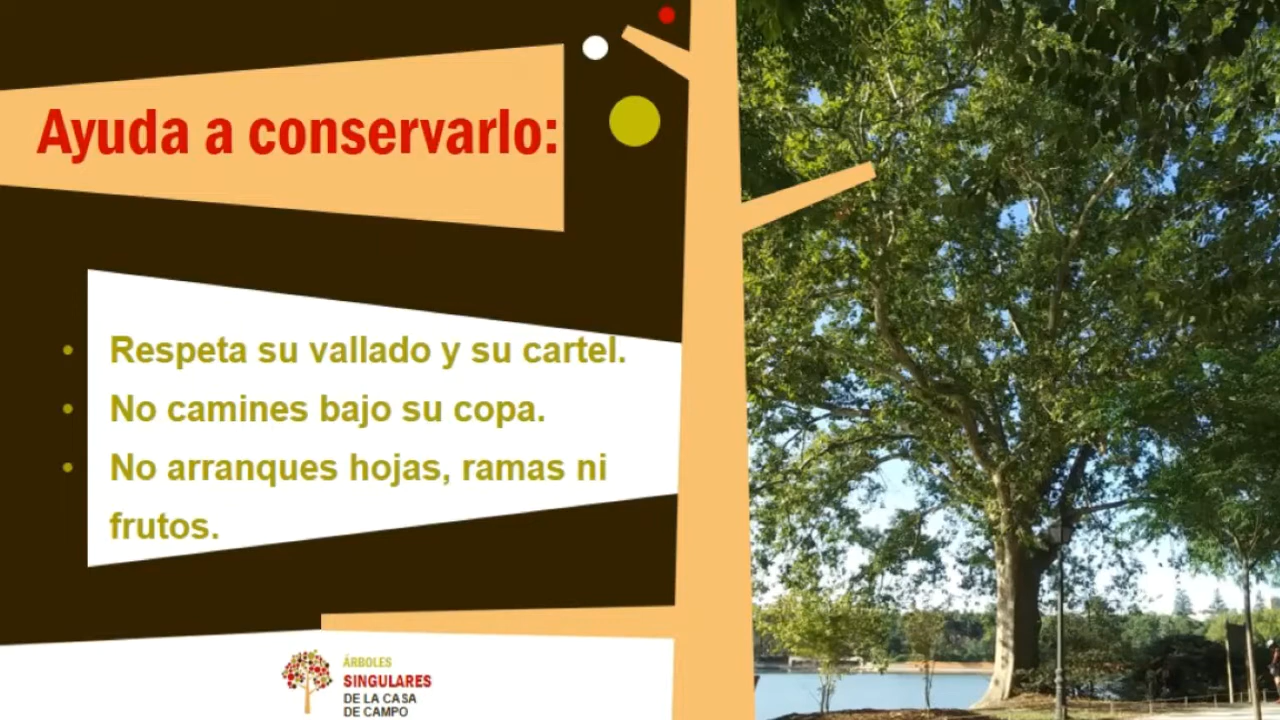 Ayuda a conservarlo:
• Respeta su vallado y su cartel.
• No camines bajo su copa.
• No arranques hojas, ramas ni
frutos.
ÁRBOLES
SINGULARES
DE LA CASA
DE CAMPO